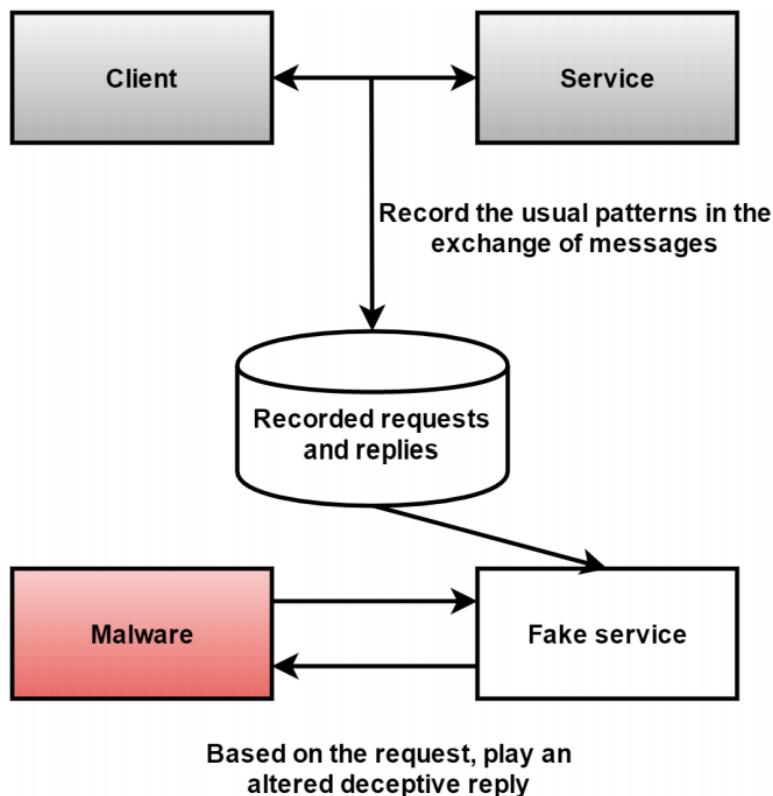 Client
Service
Record the usual patterns in the
exchange of messages
Recorded requests
and replies
Malware
Fake service
Based on the request, play an
altered deceptive reply